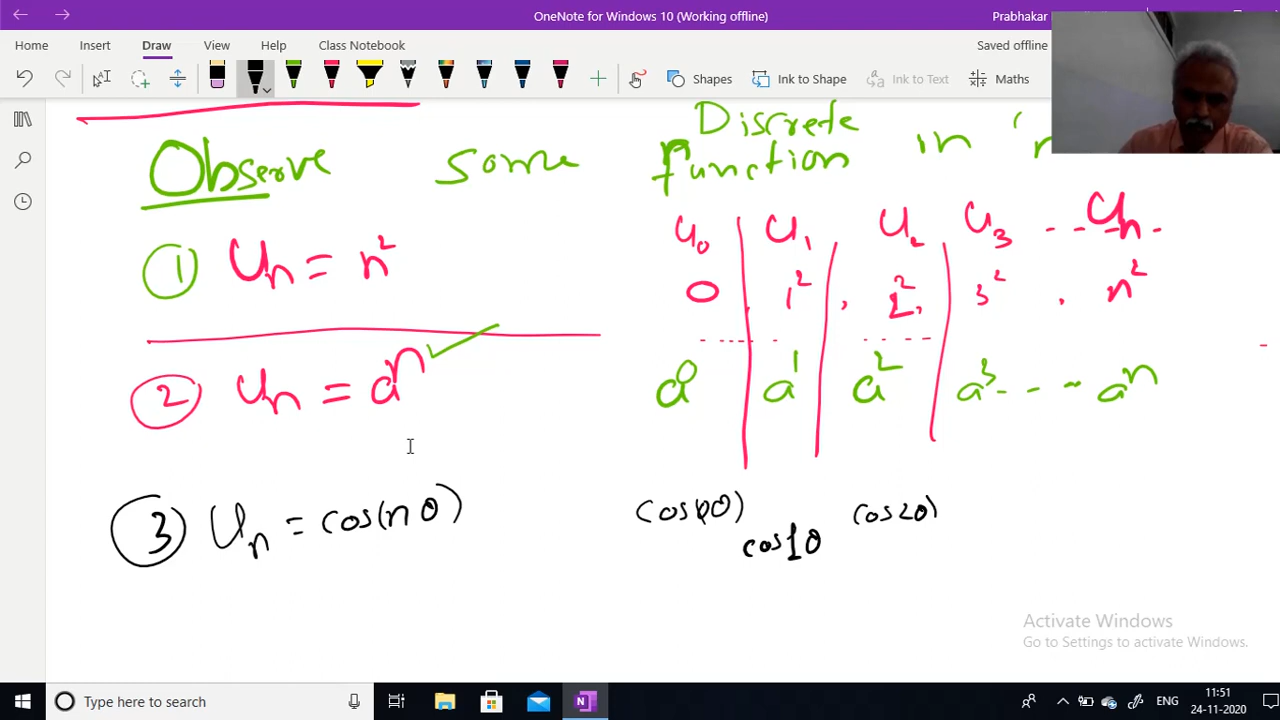 OneNote for Windows 10 (Working offline)
Prabhakar
Home Insert Draw View Help Class Notebook
Saved offline
Shapes Ink to Shape Ink to Text Maths
Observe some Discrete function in 'n
① Uₙ = n²
U₀ U₁ U₂ U₃ - - - Uₙ - -
0 , 1² , 2², 3² . n²
② Uₙ = aⁿ ✓
a⁰ a¹ a² a³ - - - aⁿ
③ Uₙ = cos(nθ)
cos(0θ) cos1θ cos2θ)
Activate Windows
Go to Settings to activate Windows.
Type here to search
ENG
11:51
24-11-2020